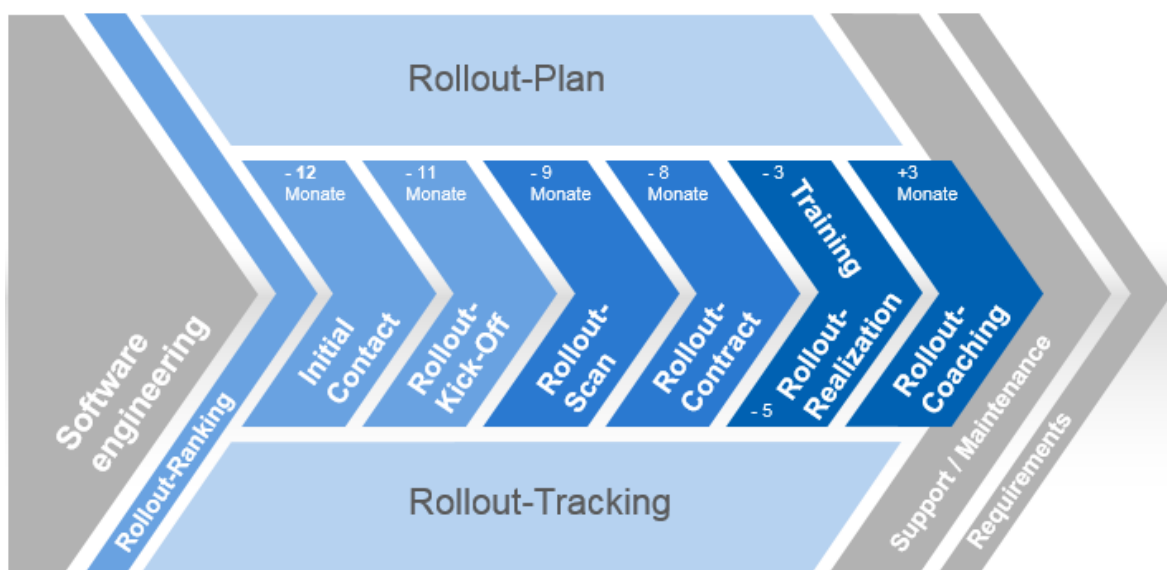 Rollout-Plan
Software
engineering
Rollout-Ranking
- 12
Monate
Initial
Contact
- 11
Monate
Rollout-
Kick-Off
- 9
Monate
Rollout-
Scan
- 8
Monate
Rollout-
Contract
- 3
Training
Rollout-
Realization
- 5
+3
Monate
Rollout-
Coaching
Support / Maintenance
Requirements
Rollout-Tracking